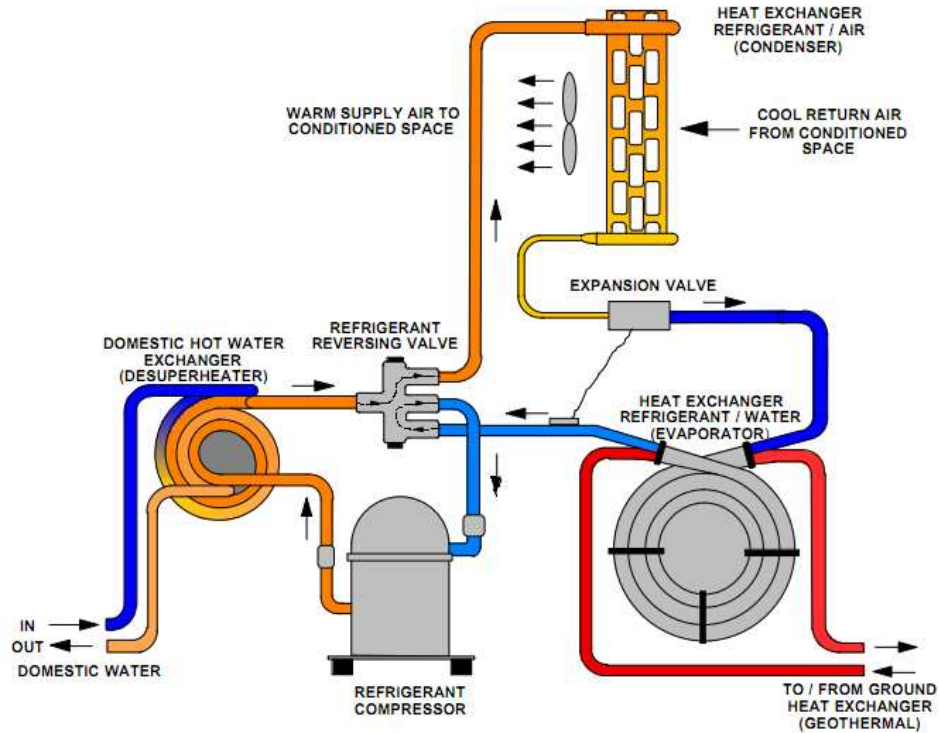 HEAT EXCHANGER
REFRIGERANT / AIR
(CONDENSER)
WARM SUPPLY AIR TO
CONDITIONED SPACE
COOL RETURN AIR
FROM CONDITIONED
SPACE
EXPANSION VALVE
REFRIGERANT
REVERSING VALVE
DOMESTIC HOT WATER
EXCHANGER
(DESUPERHEATER)
HEAT EXCHANGER
REFRIGERANT / WATER
(EVAPORATOR)
IN
OUT
DOMESTIC WATER
REFRIGERANT
COMPRESSOR
TO / FROM GROUND
HEAT EXCHANGER
(GEOTHERMAL)